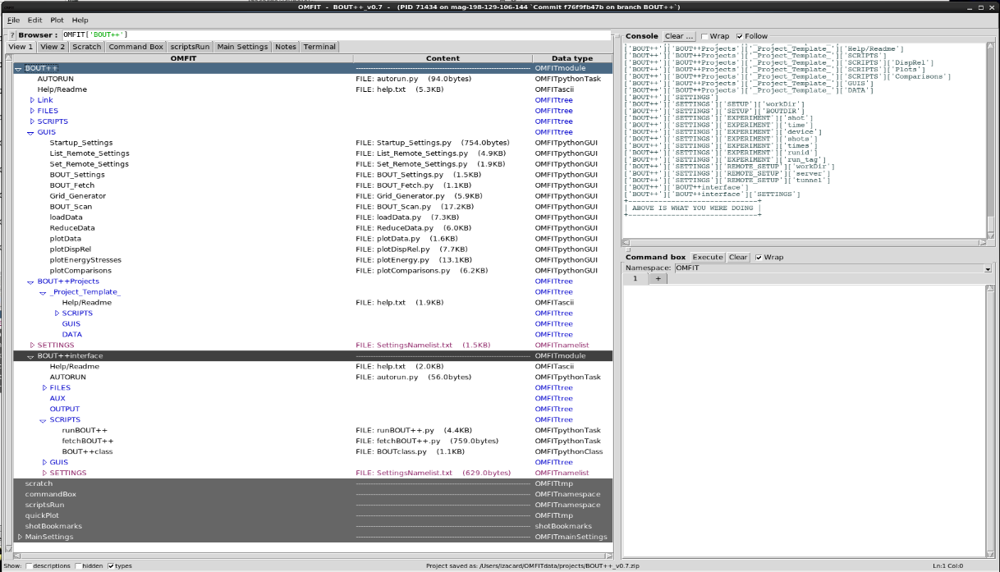 OMFIT - BOUT++_v0.7 - (PID 71434 on mag-198-129-106-144 `Commit f76f9fb47b on branch BOUT++`)
File Edit Plot Help
? Browser : OMFIT['BOUT++']
View 1 View 2 Scratch Command Box scriptsRun Main Settings Notes Terminal
OMFIT Content Data type
BOUT++ OMFITmodule
AUTORUN FILE: autorun.py (94.0bytes) OMFITpythonTask
Help/Readme FILE: help.txt (5.3KB) OMFITascii
Link OMFITtree
FILES OMFITtree
SCRIPTS OMFITtree
GUIS OMFITtree
Startup_Settings FILE: Startup_Settings.py (754.0bytes) OMFITpythonGUI
List_Remote_Settings FILE: List_Remote_Settings.py (4.9KB) OMFITpythonGUI
Set_Remote_Settings FILE: Set_Remote_Settings.py (1.9KB) OMFITpythonGUI
BOUT_Settings FILE: BOUT_Settings.py (1.5KB) OMFITpythonGUI
BOUT_Fetch FILE: BOUT_Fetch.py (1.1KB) OMFITpythonGUI
Grid_Generator FILE: Grid_Generator.py (5.9KB) OMFITpythonGUI
BOUT_Scan FILE: BOUT_Scan.py (17.2KB) OMFITpythonGUI
loadData FILE: loadData.py (7.3KB) OMFITpythonGUI
ReduceData FILE: ReduceData.py (6.0KB) OMFITpythonGUI
plotData FILE: plotData.py (1.6KB) OMFITpythonGUI
plotDispRel FILE: plotDispRel.py (7.7KB) OMFITpythonGUI
plotEnergyStresses FILE: plotEnergy.py (13.1KB) OMFITpythonGUI
plotComparisons FILE: plotComparisons.py (6.2KB) OMFITpythonGUI
BOUT++Projects OMFITtree
_Project_Template_ OMFITtree
Help/Readme FILE: help.txt (1.9KB) OMFITascii
SCRIPTS OMFITtree
GUIS OMFITtree
DATA OMFITtree
SETTINGS FILE: SettingsNamelist.txt (1.5KB) OMFITnamelist
BOUT++interface OMFITmodule
Help/Readme FILE: help.txt (2.0KB) OMFITascii
AUTORUN FILE: autorun.py (56.0bytes) OMFITpythonTask
FILES OMFITtree
AUX OMFITtree
OUTPUT OMFITtree
SCRIPTS OMFITtree
runBOUT++ FILE: runBOUT++.py (4.4KB) OMFITpythonTask
fetchBOUT++ FILE: fetchBOUT++.py (759.0bytes) OMFITpythonTask
BOUT++class FILE: BOUTclass.py (1.1KB) OMFITpythonClass
GUIS OMFITtree
SETTINGS FILE: SettingsNamelist.txt (629.0bytes) OMFITnamelist
scratch OMFITtmp
commandBox OMFITnamespace
scriptsRun OMFITnamespace
quickPlot OMFITtmp
shotBookmarks shotBookmarks
MainSettings OMFITmainSettings
Show: descriptions hidden types
Project saved as: /Users/izacard/OMFITdata/projects/BOUT++_v0.7.zip
Console Clear ... Wrap Follow
['BOUT++']['BOUT++Projects']['_Project_Template_']['Help/Readme']
['BOUT++']['BOUT++Projects']['_Project_Template_']['SCRIPTS']
['BOUT++']['BOUT++Projects']['_Project_Template_']['SCRIPTS']['DispRel']
['BOUT++']['BOUT++Projects']['_Project_Template_']['SCRIPTS']['Plots']
['BOUT++']['BOUT++Projects']['_Project_Template_']['SCRIPTS']['Comparisons']
['BOUT++']['BOUT++Projects']['_Project_Template_']['GUIS']
['BOUT++']['BOUT++Projects']['_Project_Template_']['DATA']
['BOUT++']['SETTINGS']
['BOUT++']['SETTINGS']['SETUP']['workDir']
['BOUT++']['SETTINGS']['SETUP']['BOUTDIR']
['BOUT++']['SETTINGS']['EXPERIMENT']['shot']
['BOUT++']['SETTINGS']['EXPERIMENT']['time']
['BOUT++']['SETTINGS']['EXPERIMENT']['device']
['BOUT++']['SETTINGS']['EXPERIMENT']['shots']
['BOUT++']['SETTINGS']['EXPERIMENT']['times']
['BOUT++']['SETTINGS']['EXPERIMENT']['runid']
['BOUT++']['SETTINGS']['EXPERIMENT']['run_tag']
['BOUT++']['SETTINGS']['REMOTE_SETUP']['workDir']
['BOUT++']['SETTINGS']['REMOTE_SETUP']['server']
['BOUT++']['SETTINGS']['REMOTE_SETUP']['tunnel']
['BOUT++']['BOUT++interface']
['BOUT++']['BOUT++interface']['SETTINGS']
+------------------------------+
| ABOVE IS WHAT YOU WERE DOING |
+------------------------------+
Command box Execute Clear Wrap
Namespace: OMFIT
1 +
Ln:1 Col:0